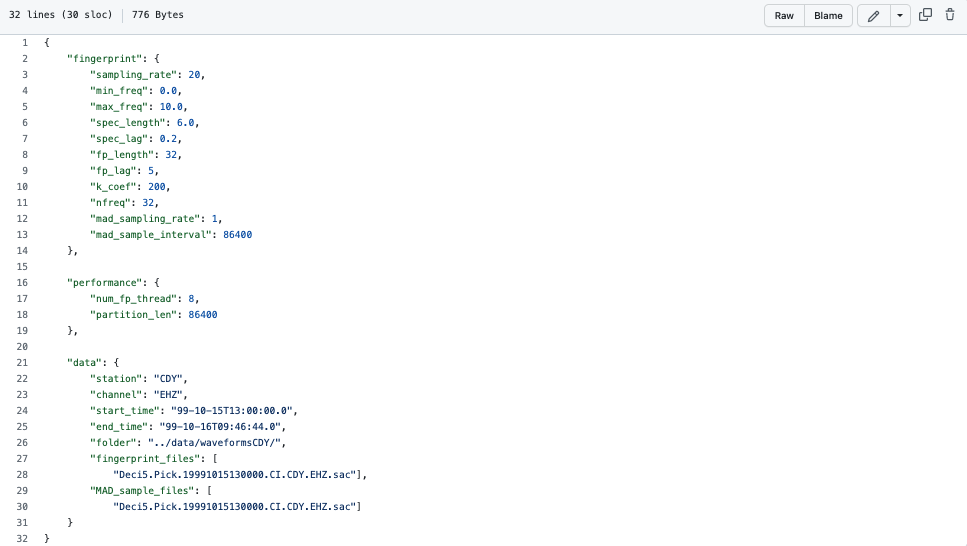 32 lines (30 sloc) 776 Bytes Raw Blame
1 {
2 "fingerprint": {
3 "sampling_rate": 20,
4 "min_freq": 0.0,
5 "max_freq": 10.0,
6 "spec_length": 6.0,
7 "spec_lag": 0.2,
8 "fp_length": 32,
9 "fp_lag": 5,
10 "k_coef": 200,
11 "nfreq": 32,
12 "mad_sampling_rate": 1,
13 "mad_sample_interval": 86400
14 },
15
16 "performance": {
17 "num_fp_thread": 8,
18 "partition_len": 86400
19 },
20
21 "data": {
22 "station": "CDY",
23 "channel": "EHZ",
24 "start_time": "99-10-15T13:00:00.0",
25 "end_time": "99-10-16T09:46:44.0",
26 "folder": "../data/waveformsCDY/",
27 "fingerprint_files": [
28 "Deci5.Pick.19991015130000.CI.CDY.EHZ.sac"],
29 "MAD_sample_files": [
30 "Deci5.Pick.19991015130000.CI.CDY.EHZ.sac"]
31 }
32 }